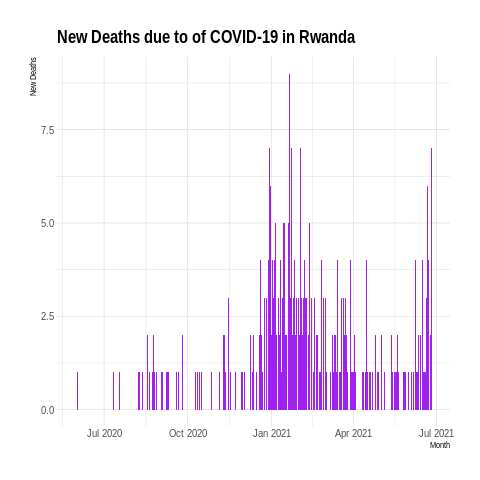 New Deaths due to of COVID-19 in Rwanda
New Deaths
7.5
5.0
2.5
0.0
Jul 2020 Oct 2020 Jan 2021 Apr 2021 Jul 2021
Month